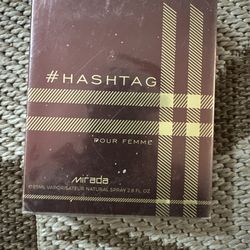 #HASHTAG
POUR FEMME
Mirada
85ML VAPORISATEUR NATURAL SPRAY 2.8 FL OZ